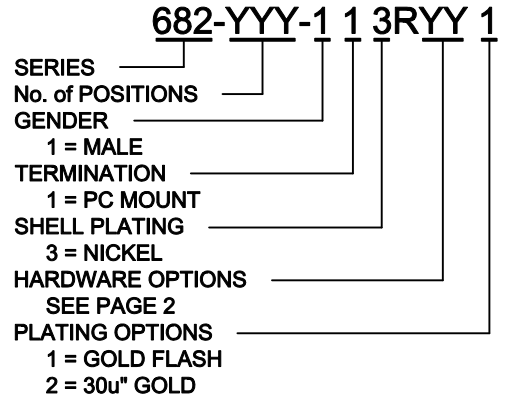 682-YYY-1 1 3RYY 1
SERIES
No. of POSITIONS
GENDER
1 = MALE
TERMINATION
1 = PC MOUNT
SHELL PLATING
3 = NICKEL
HARDWARE OPTIONS
SEE PAGE 2
PLATING OPTIONS
1 = GOLD FLASH
2 = 30u" GOLD